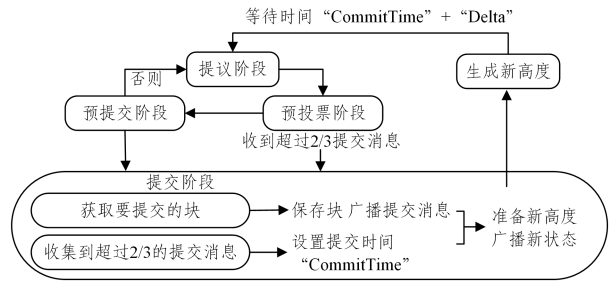 等待时间“CommitTime”+“Delta”
否则
提议阶段
生成新高度
预提交阶段
预投票阶段
收到超过2/3提交消息
提交阶段
获取要提交的块
保存块 广播提交消息
准备新高度
广播新状态
收集到超过2/3的提交消息
设置提交时间
“CommitTime”